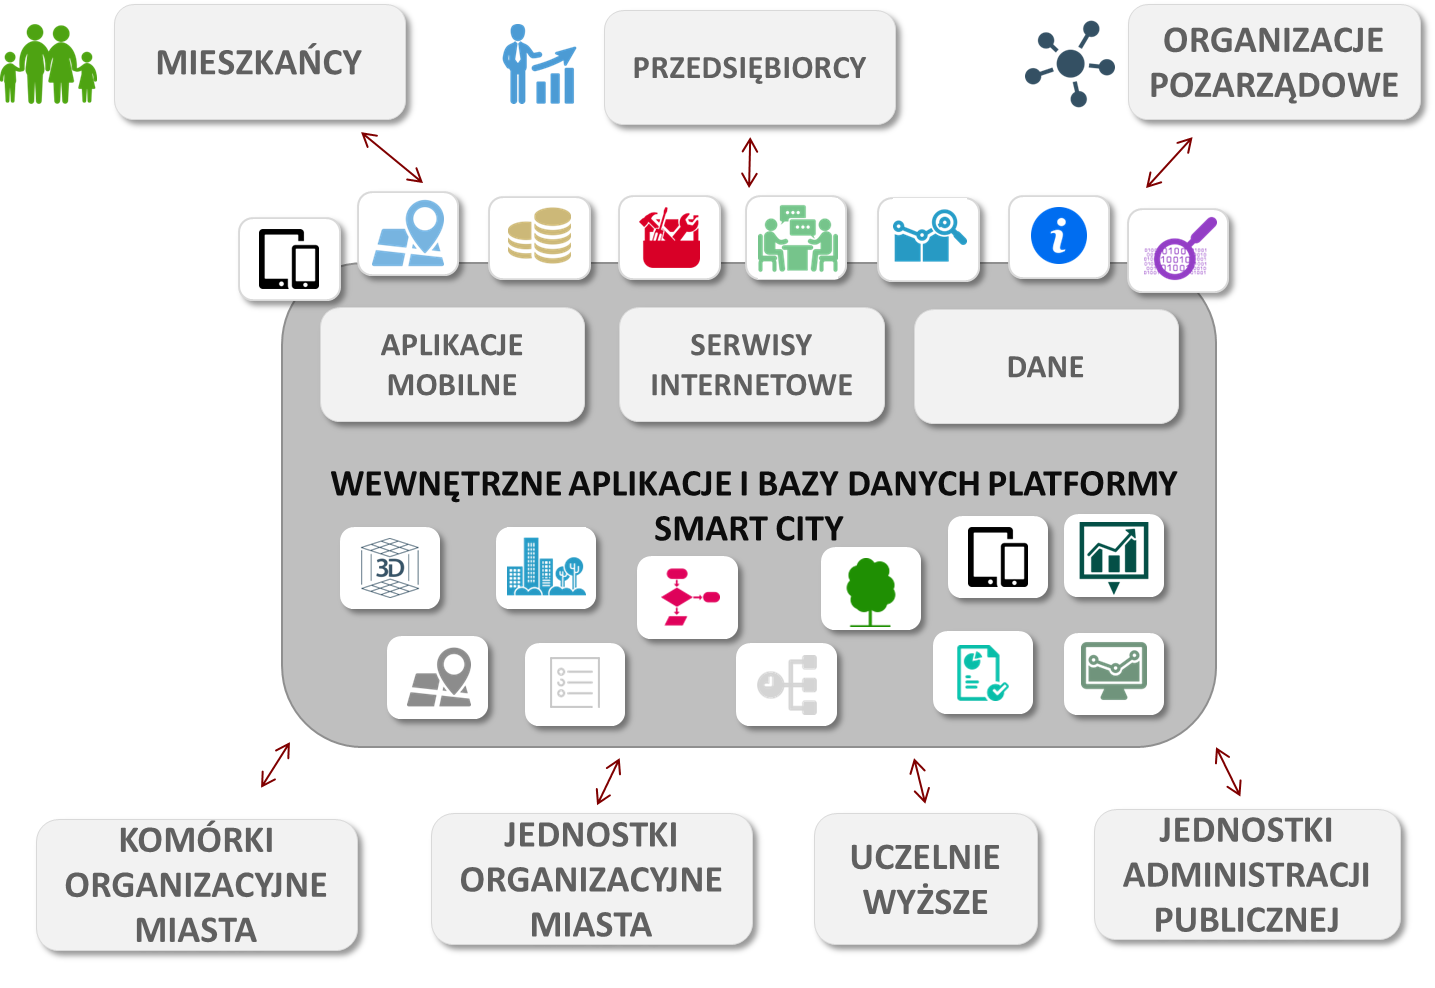 MIESZKAŃCY
PRZEDSIĘBIORCY
ORGANIZACJE
POZARZĄDOWE
APLIKACJE
MOBILNE
SERWISY
INTERNETOWE
DANE
WEWNĘTRZNE APLIKACJE I BAZY DANYCH PLATFORMY
SMART CITY
3D
KOMÓRKI
ORGANIZACYJNE
MIASTA
JEDNOSTKI
ORGANIZACYJNE
MIASTA
UCZELNIE
WYŻSZE
JEDNOSTKI
ADMINISTRACJI
PUBLICZNEJ